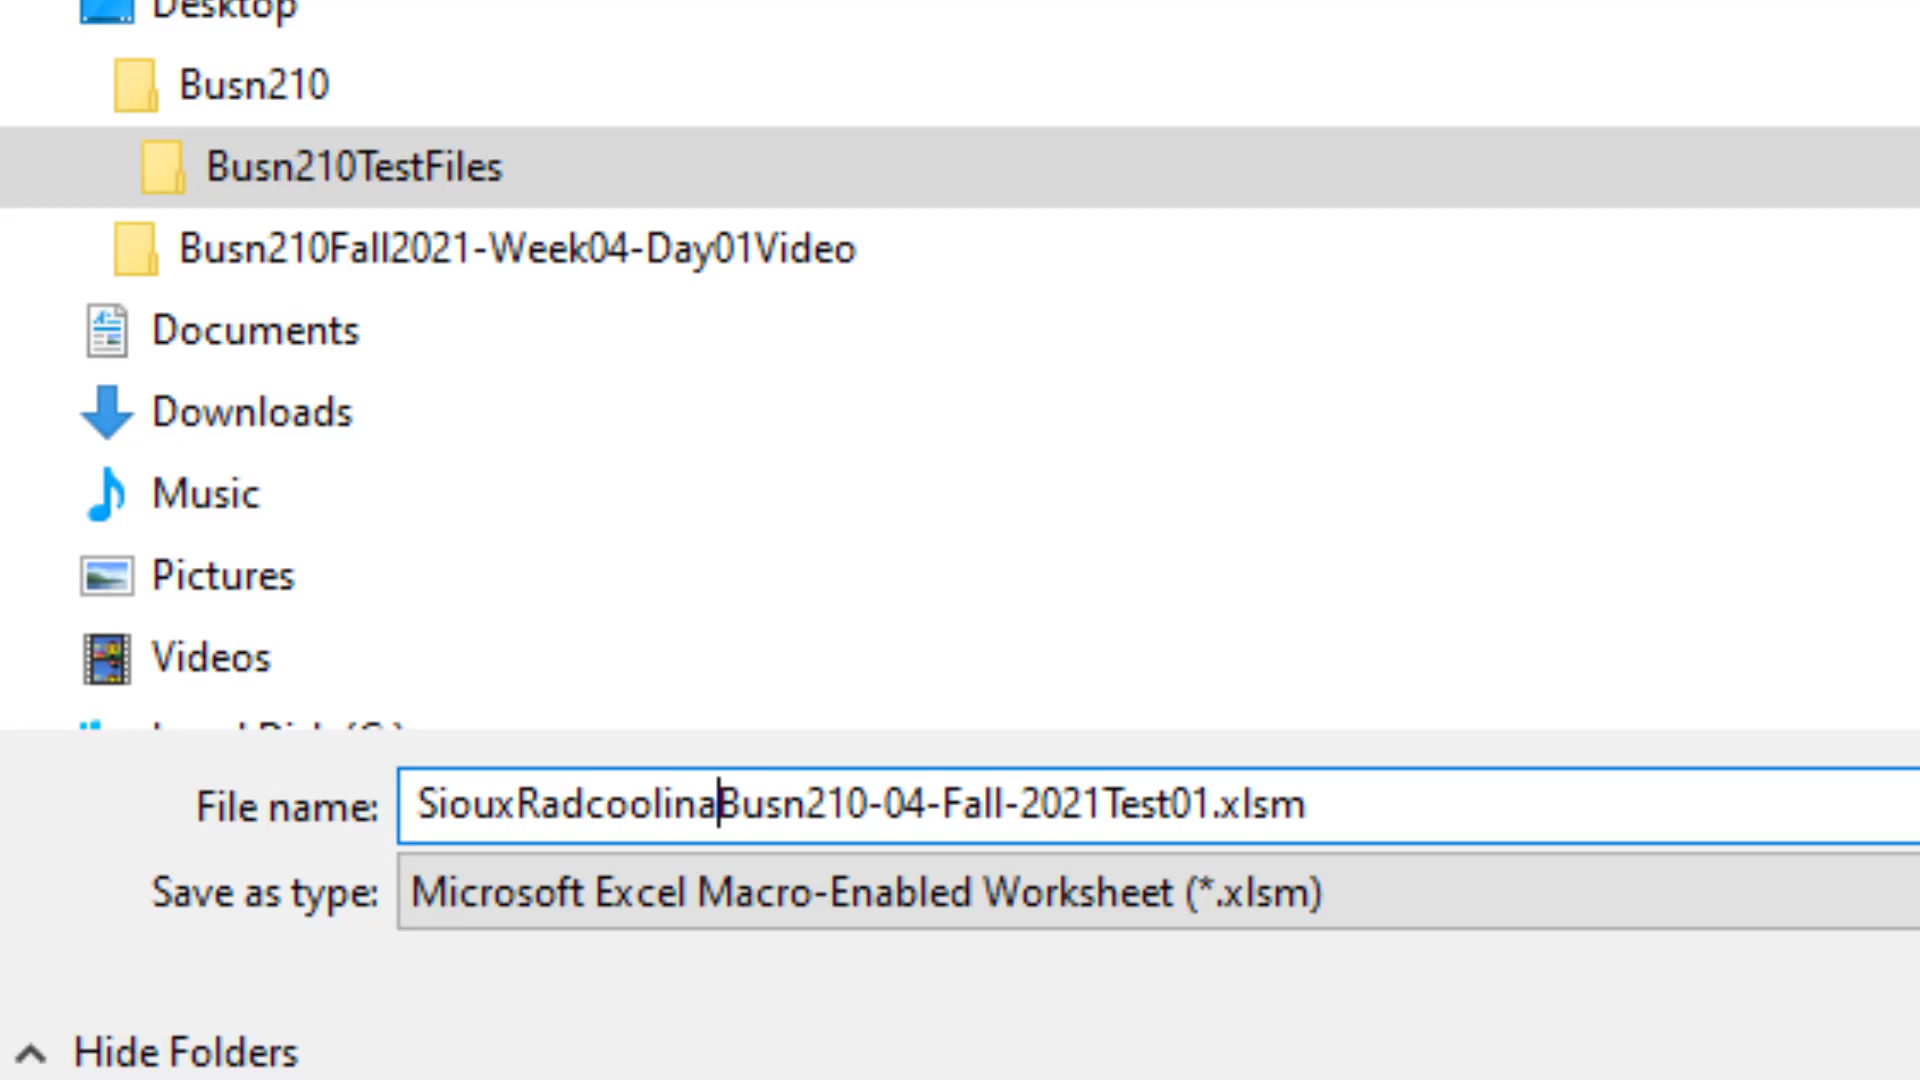 Desktop
Busn210
Busn210TestFiles
Busn210Fall2021-Week04-Day01Video
Documents
Downloads
Music
Pictures
Videos
File name: SiouxRadcoolinaBusn210-04-Fall-2021Test01.xlsm
Save as type: Microsoft Excel Macro-Enabled Worksheet (*.xlsm)
Hide Folders